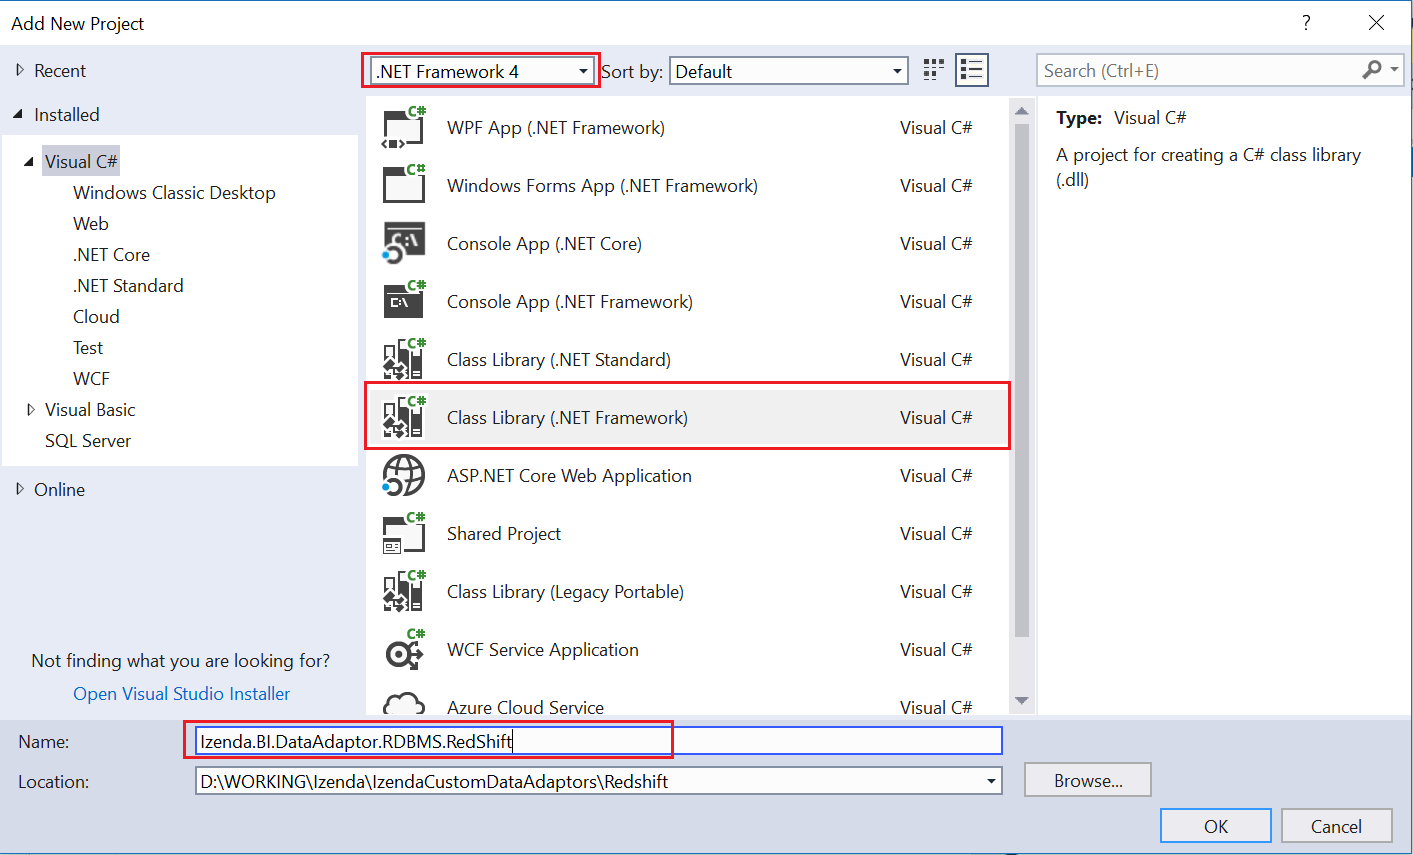 Add New Project
?
Recent
.NET Framework 4
Sort by:
Default
Search (Ctrl+E)
Installed
Visual C#
Windows Classic Desktop
Web
.NET Core
.NET Standard
Cloud
Test
WCF
Visual Basic
SQL Server
Online
Not finding what you are looking for?
Open Visual Studio Installer
C# WPF App (.NET Framework) Visual C#
C# Windows Forms App (.NET Framework) Visual C#
C:\ Console App (.NET Core) Visual C#
C# C:\ Console App (.NET Framework) Visual C#
C# Class Library (.NET Standard) Visual C#
C# Class Library (.NET Framework) Visual C#
ASP.NET Core Web Application Visual C#
C# Shared Project Visual C#
C# Class Library (Legacy Portable) Visual C#
C# WCF Service Application Visual C#
Azure Cloud Service Visual C#
Type: Visual C#
A project for creating a C# class library
(.dll)
Name: Izenda.BI.DataAdaptor.RDBMS.RedShift
Location: D:\WORKING\Izenda\IzendaCustomDataAdaptors\Redshift
Browse...
OK
Cancel